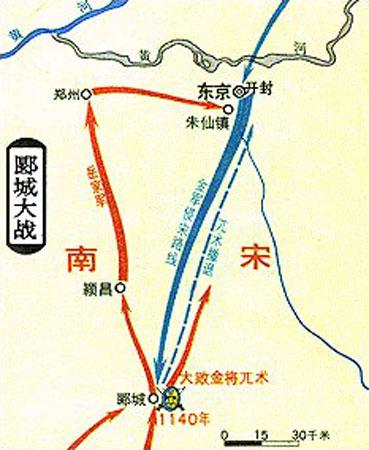 黄
河
黄
河
郑州
东京
开封
朱仙镇
岳家军
金军侵宋路线
兀术撤退
郾城大战
南
宋
颖昌
大败金将兀术
郾城
1140年
0 15 30千米